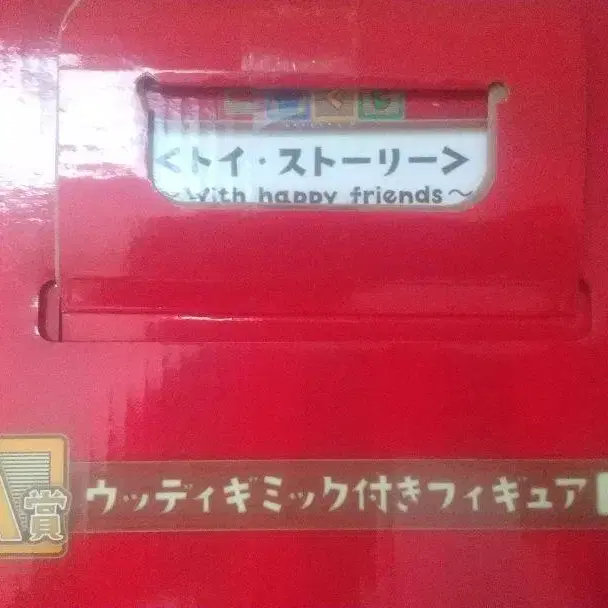 <トイ・ストーリー>
~With happy friends~
A賞
ウッディギミック付きフィギュア